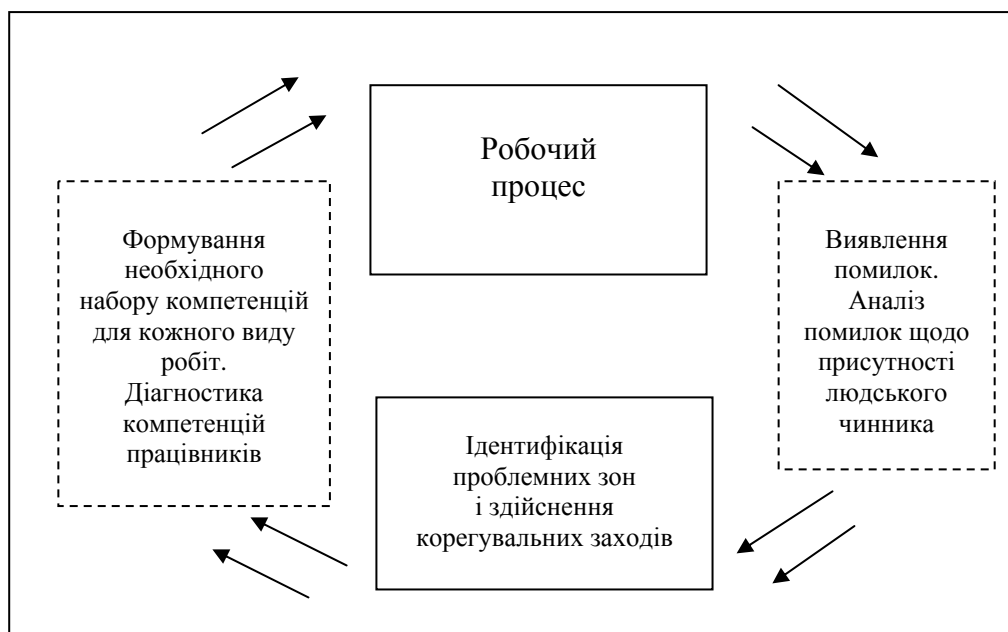 Робочий
процес
Формування
необхідного
набору компетенцій
для кожного виду
робіт.
Діагностика
компетенцій
працівників
Виявлення
помилок.
Аналіз
помилок щодо
присутності
людського
чинника
Ідентифікація
проблемних зон
і здійснення
корегувальних заходів